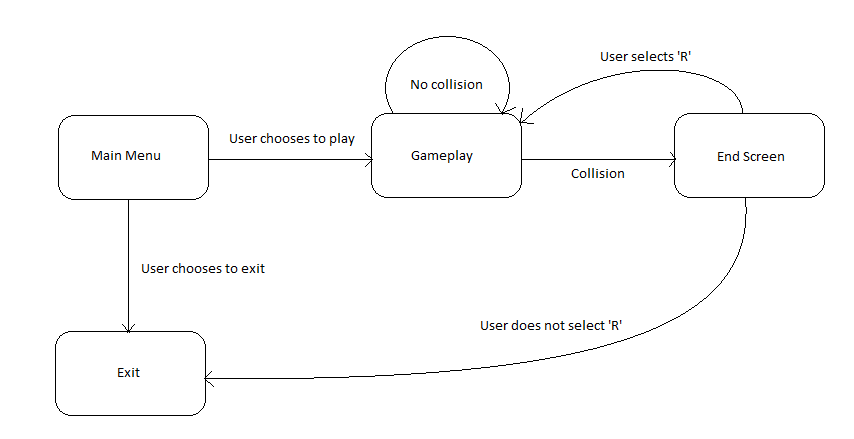 User selects 'R'
No collision
User chooses to play
Main Menu
Gameplay
End Screen
Collision
User chooses to exit
User does not select 'R'
Exit